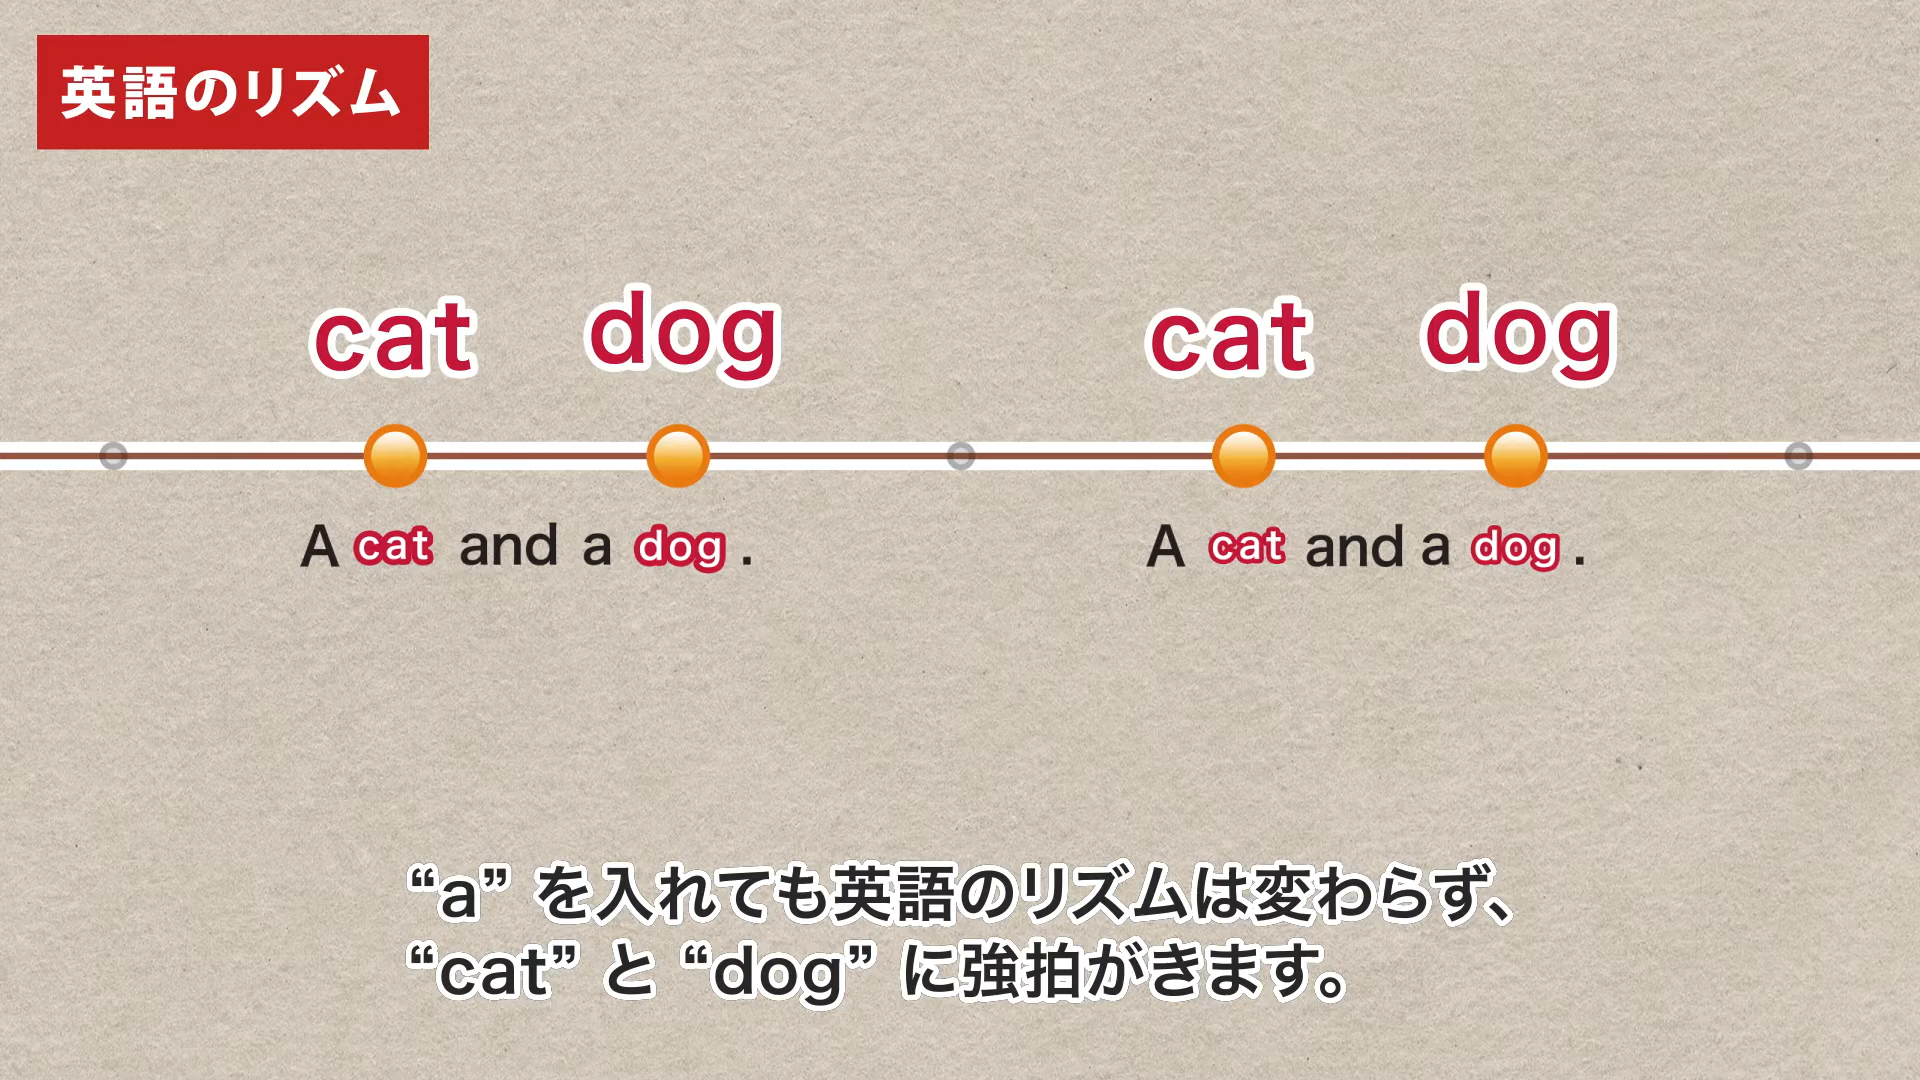 英語のリズム
cat dog cat dog
A cat and a dog . A cat and a dog .
“a” を入れても英語のリズムは変わらず、
“cat” と “dog” に強拍がきます。